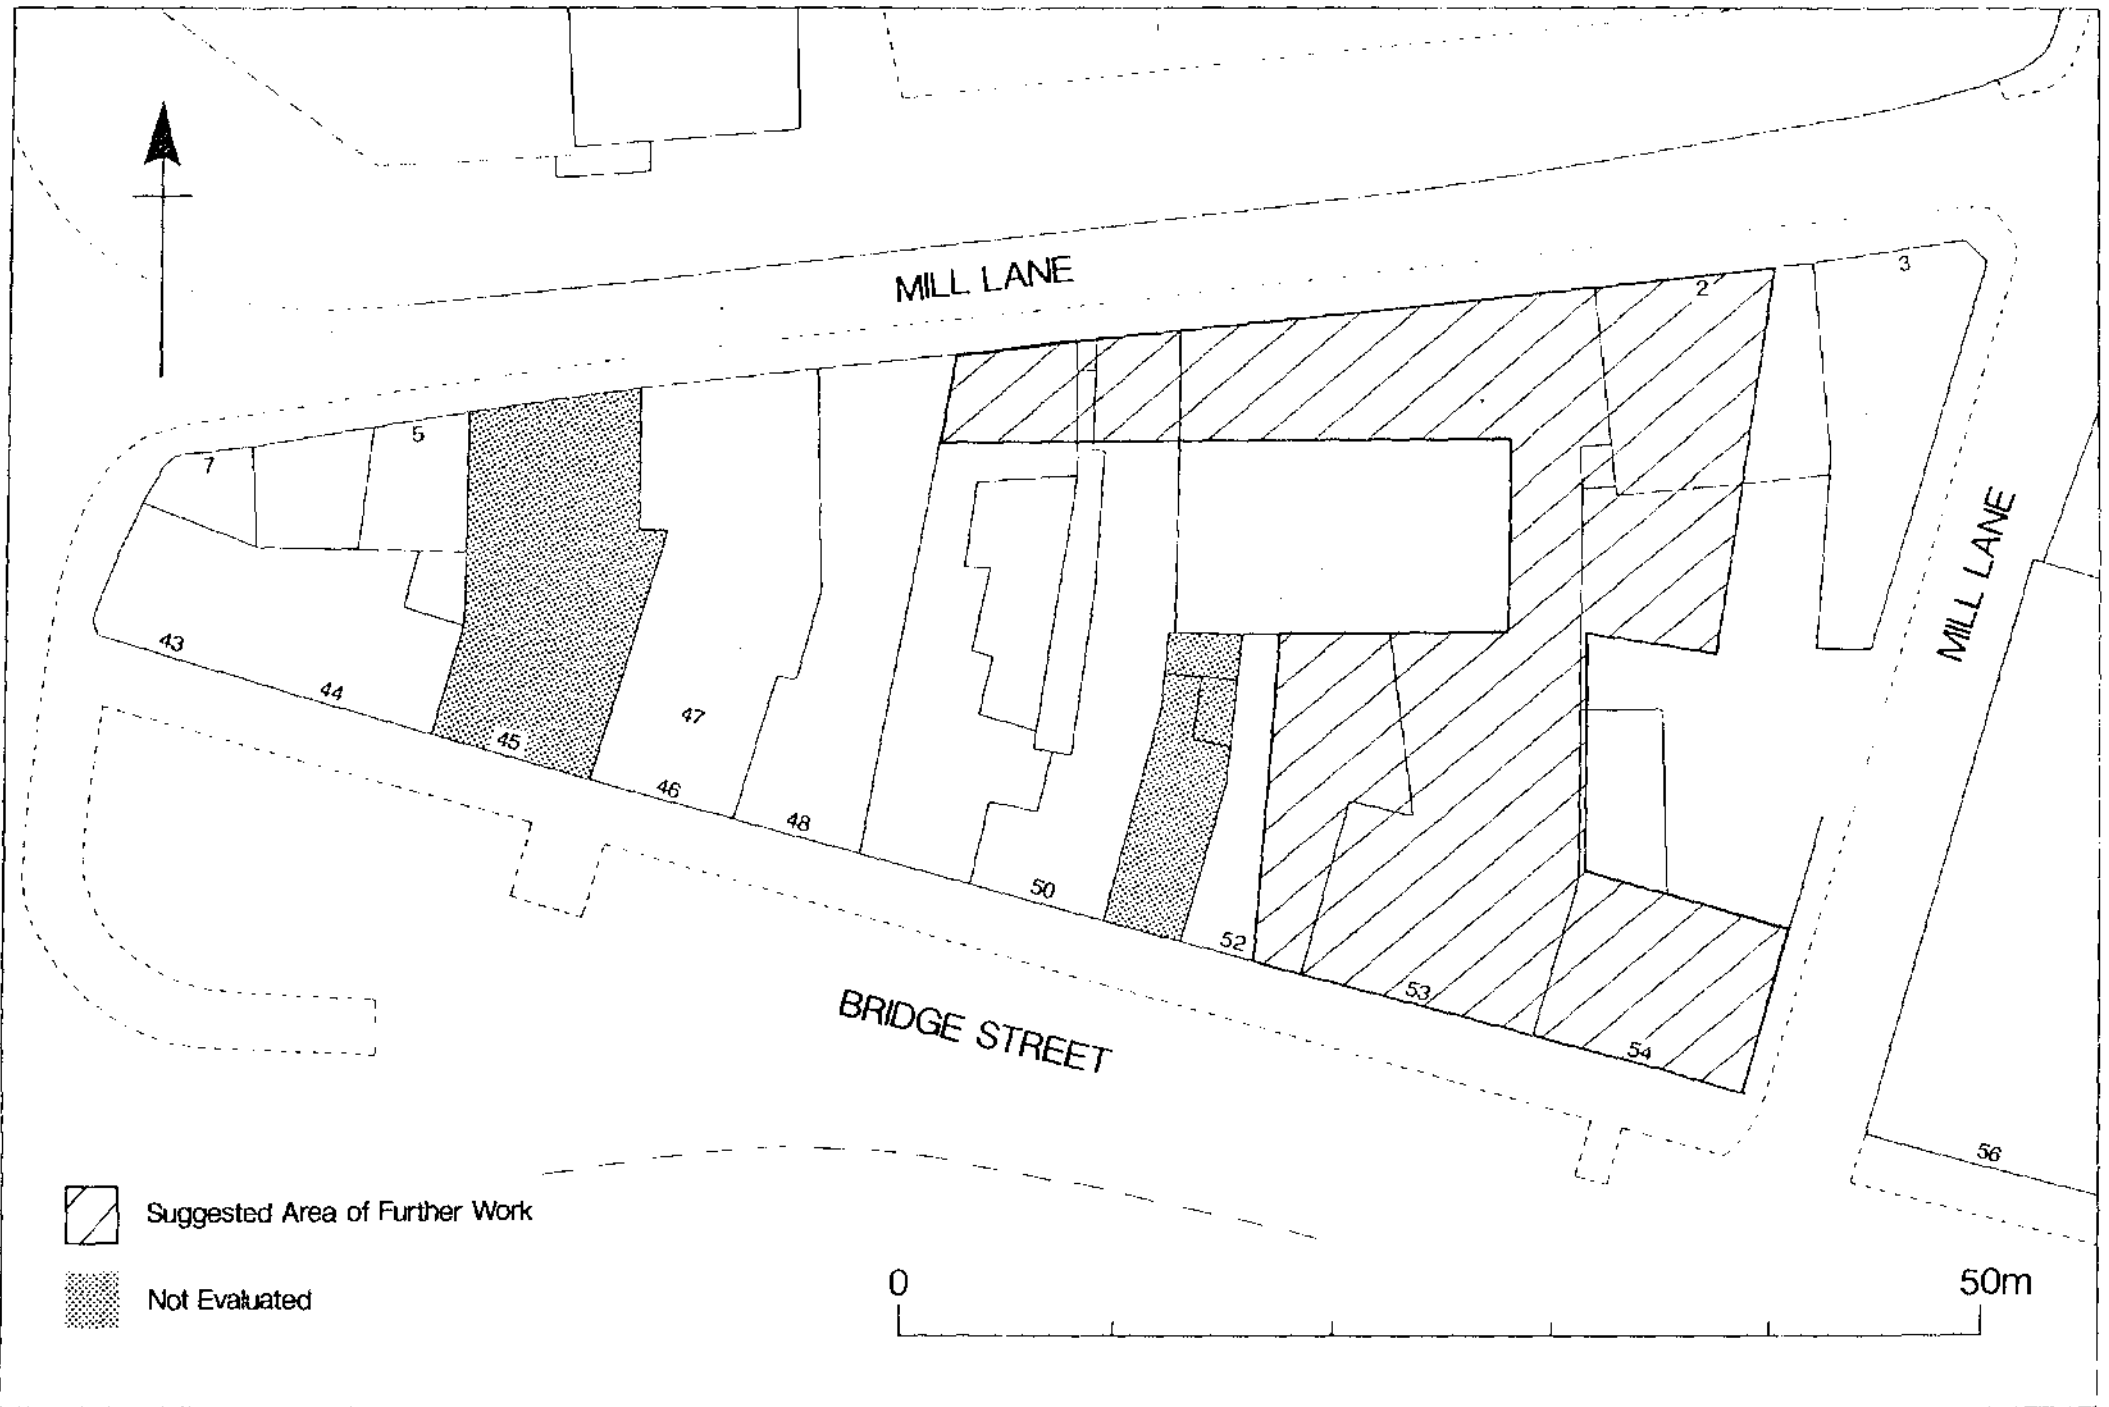 MILL LANE
3
2
5
7
MILL LANE
43
44
47
45
46
48
50
52
53
BRIDGE STREET
54
56
Suggested Area of Further Work
Not Evaluated
0 50m